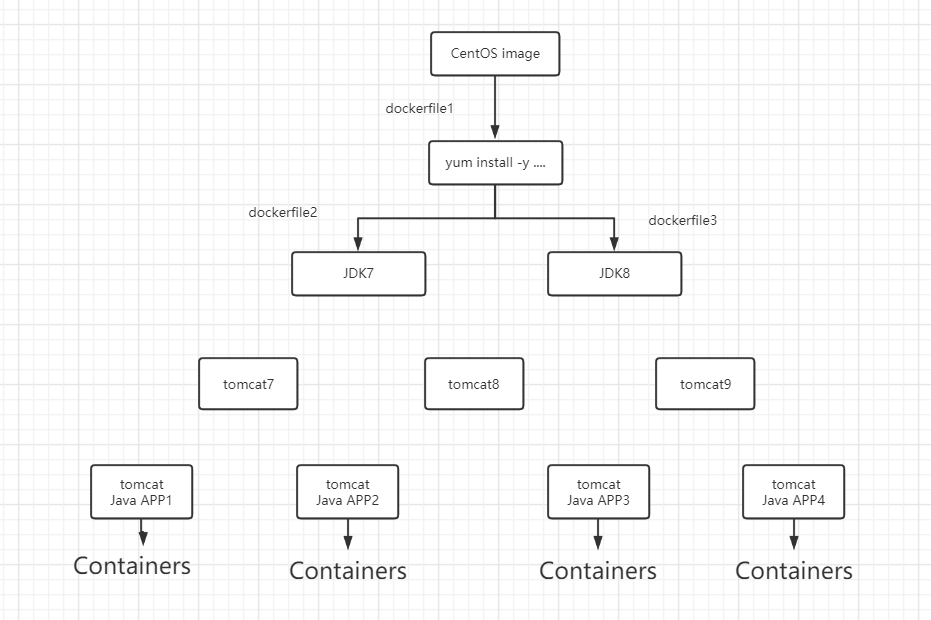 CentOS image
dockerfile1
yum install -y ....
dockerfile2
dockerfile3
JDK7
JDK8
tomcat7
tomcat8
tomcat9
tomcat
Java APP1
tomcat
Java APP2
tomcat
Java APP3
tomcat
Java APP4
Containers
Containers
Containers
Containers